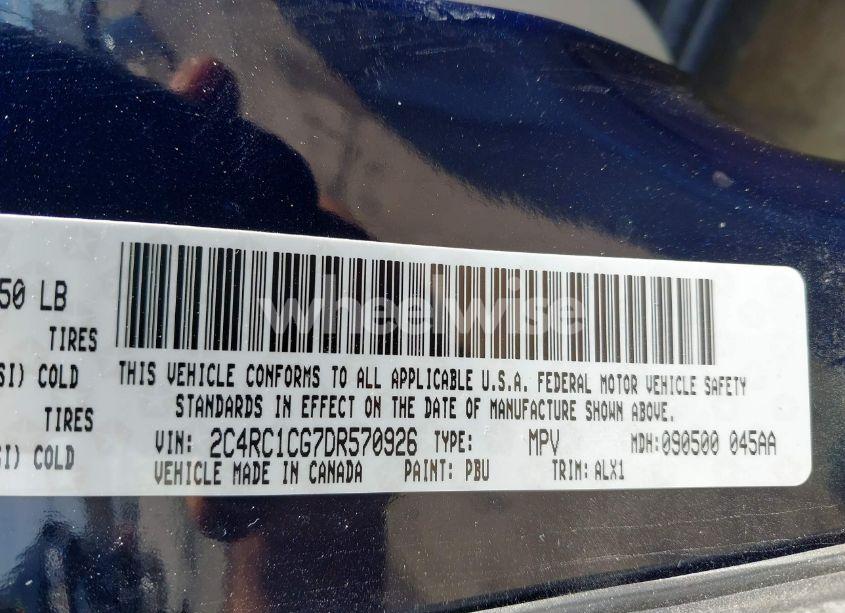 50 LB
TIRES
SI) COLD
TIRES
SI) COLD
wheelwise
THIS VEHICLE CONFORMS TO ALL APPLICABLE U.S.A. FEDERAL MOTOR VEHICLE SAFETY
STANDARDS IN EFFECT ON THE DATE OF MANUFACTURE SHOWN ABOVE.
VIN: 2C4RC1CG7DR570926 TYPE: MPV MDH:090500 045AA
VEHICLE MADE IN CANADA PAINT: PBU TRIM: ALX1